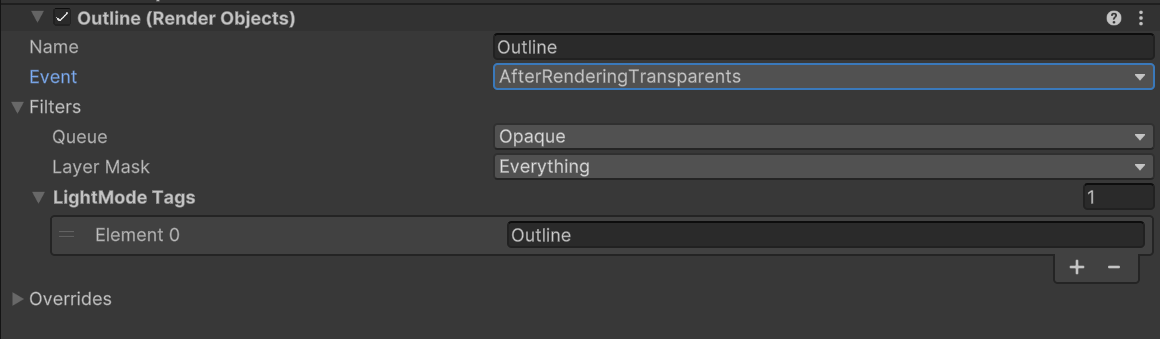 Outline (Render Objects)
Name Outline
Event AfterRenderingTransparents
Filters
Queue Opaque
Layer Mask Everything
LightMode Tags 1
Element 0 Outline
+ −
Overrides